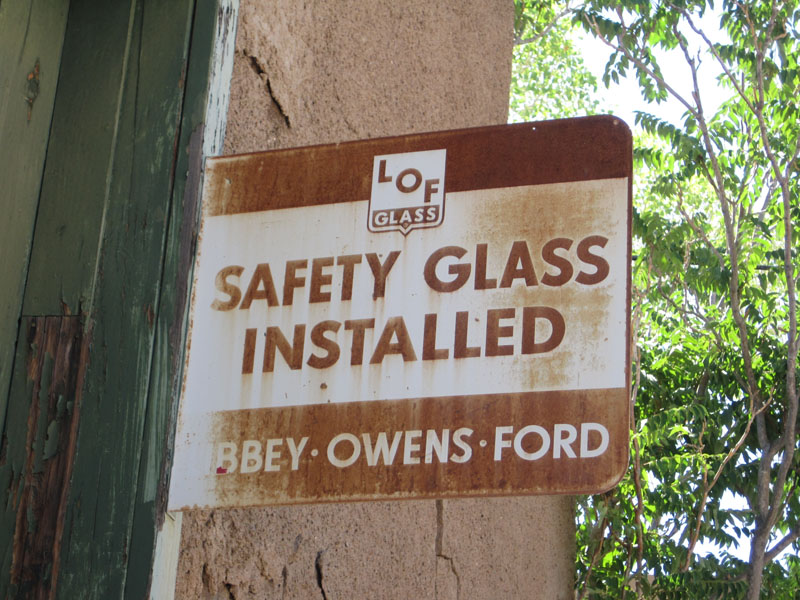 LOF
GLASS
SAFETY GLASS
INSTALLED
BBEY·OWENS·FORD